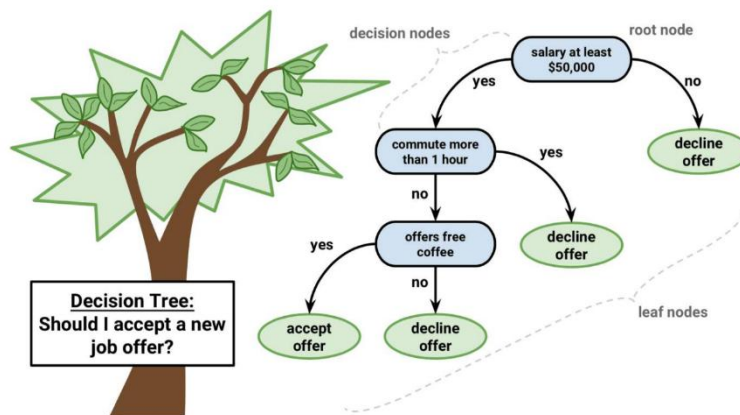 decision nodes
root node
salary at least
$50,000
yes
no
commute more
than 1 hour
yes
decline
offer
no
offers free
coffee
decline
offer
yes
no
Decision Tree:
Should I accept a new
job offer?
accept
offer
decline
offer
leaf nodes